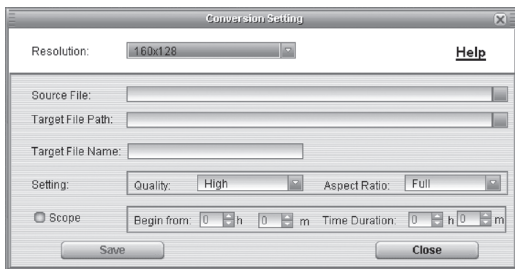 Conversion Setting
Resolution: 160x128 Help
Source File:
Target File Path:
Target File Name:
Setting: Quality: High Aspect Ratio: Full
Scope Begin from: 0 h 0 m Time Duration: 0 h 0 m
Save Close